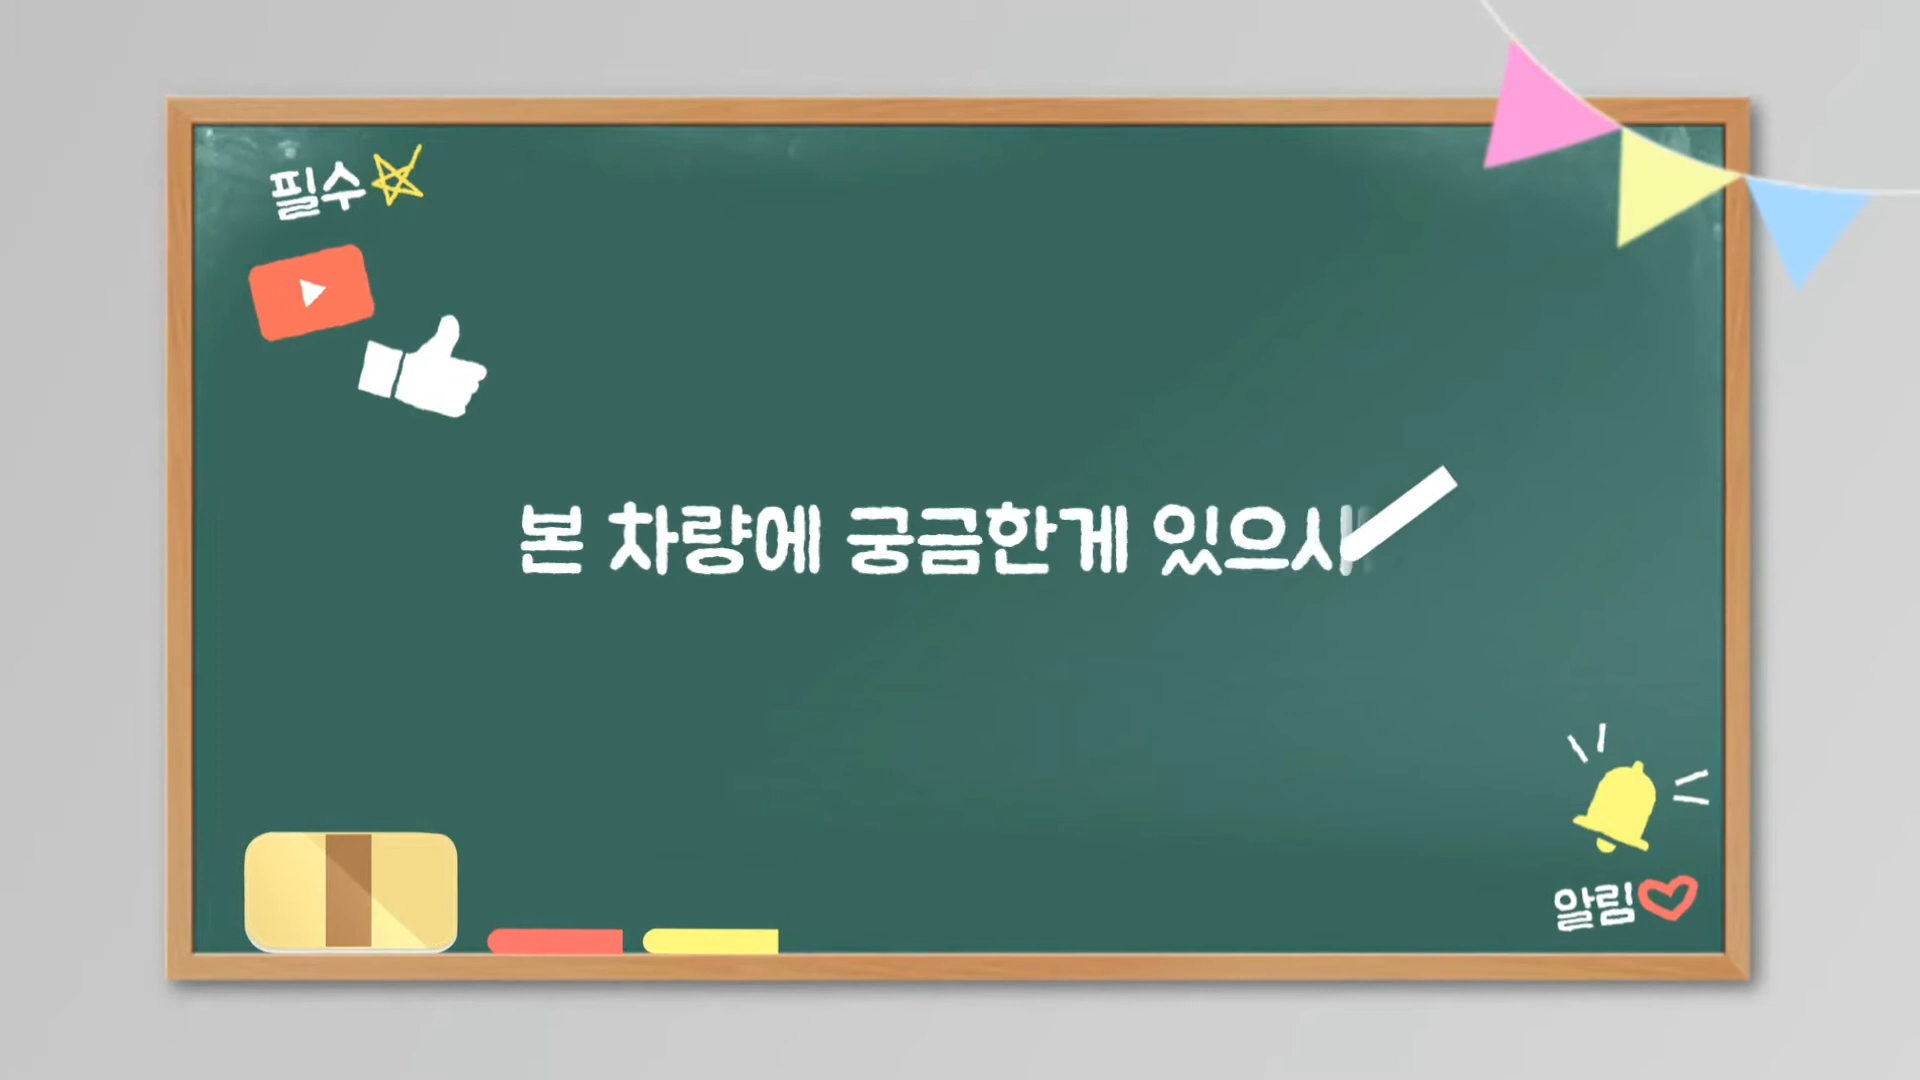 필수
본 차량에 궁금한게 있으시
알림